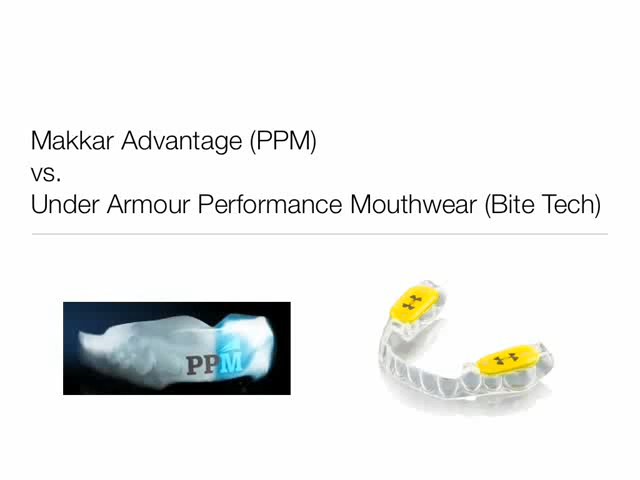 Makkar Advantage (PPM)
vs.
Under Armour Performance Mouthwear (Bite Tech)
PPM